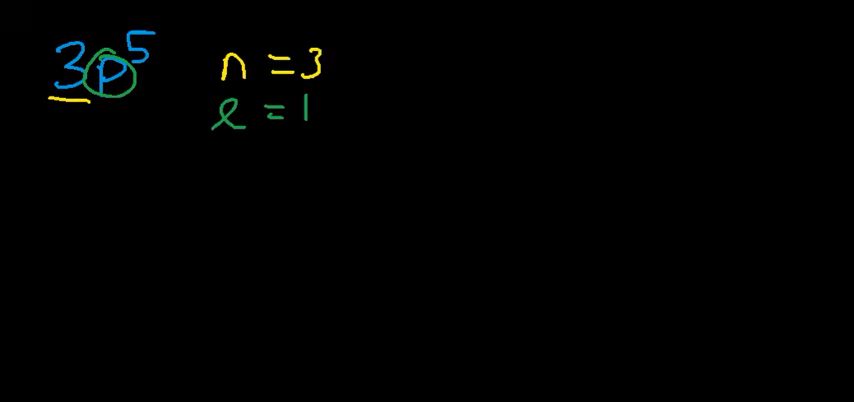 3p⁵ n = 3
l = 1